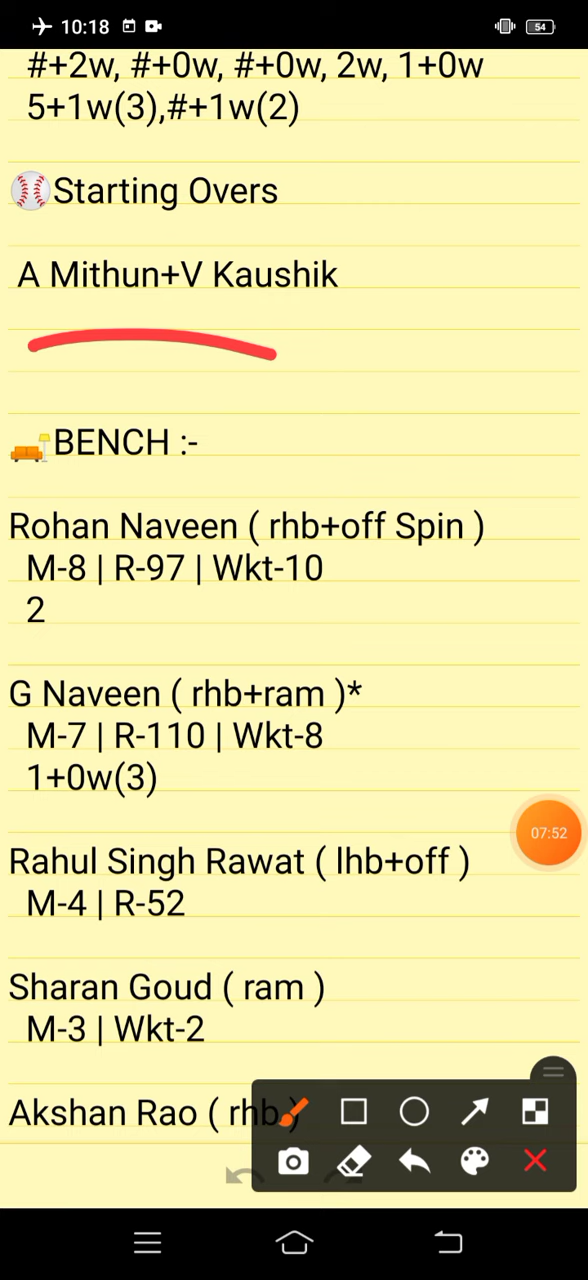 10:18
54
#+2w, #+0w, #+0w, 2w, 1+0w
5+1w(3),#+1w(2)
Starting Overs
A Mithun+V Kaushik
BENCH :-
Rohan Naveen ( rhb+off Spin )
M-8 | R-97 | Wkt-10
2
G Naveen ( rhb+ram )*
M-7 | R-110 | Wkt-8
1+0w(3)
07:52
Rahul Singh Rawat ( lhb+off )
M-4 | R-52
Sharan Goud ( ram )
M-3 | Wkt-2
Akshan Rao ( rhb )